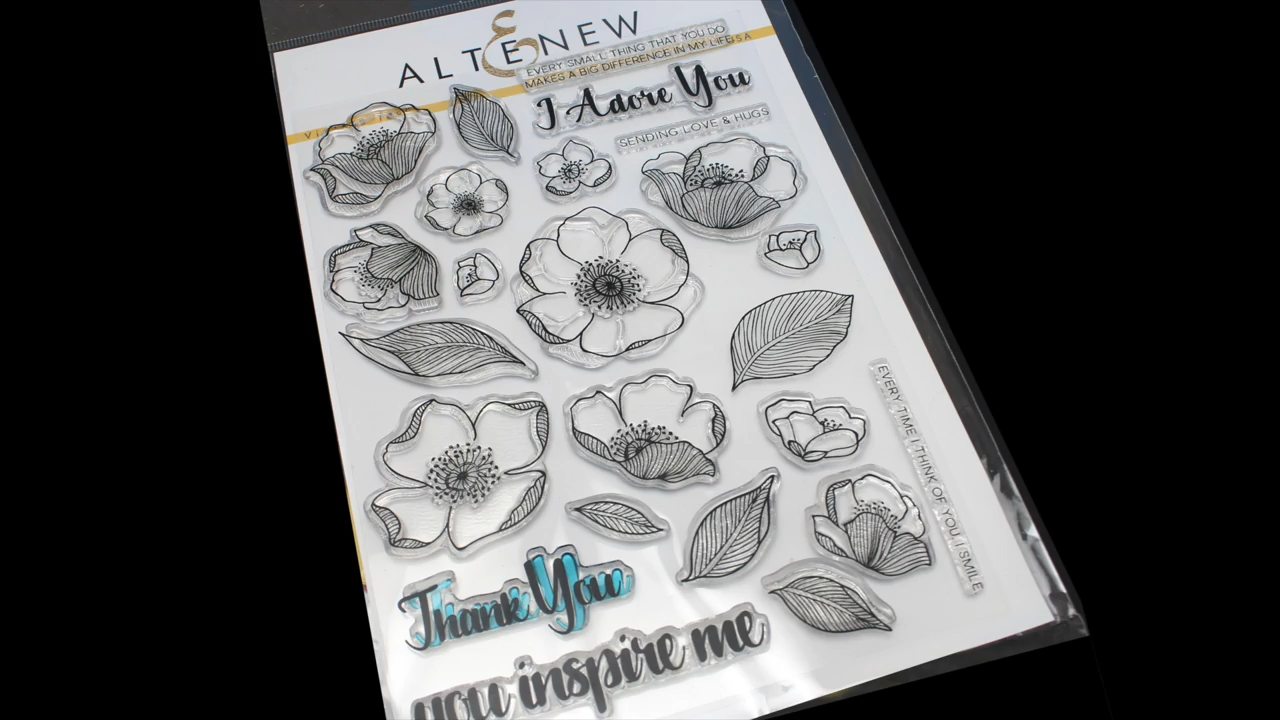 ALTENEW
EVERY SMALL THING THAT YOU DO
MAKES A BIG DIFFERENCE IN MY LIFE
I Adore You
SENDING LOVE & HUGS
EVERY TIME I THINK OF YOU, I SMILE
Thank You
you inspire me